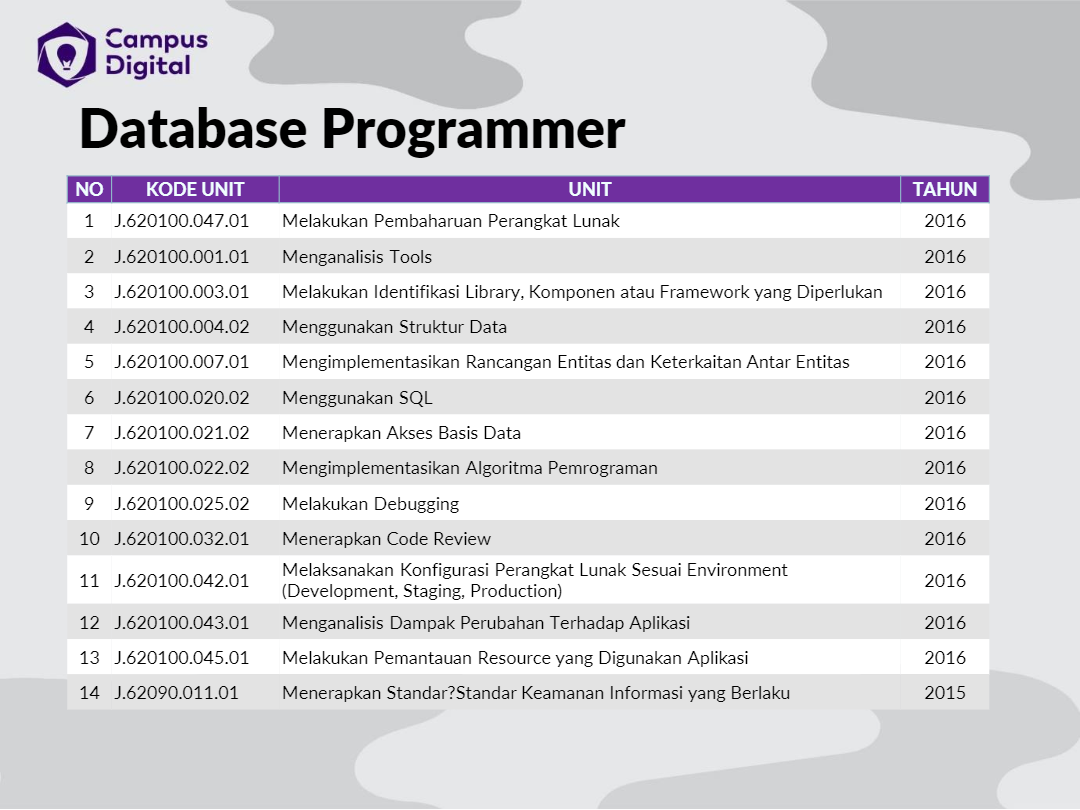 Campus
Digital
Database Programmer
NO KODE UNIT UNIT TAHUN
1 J.620100.047.01 Melakukan Pembaharuan Perangkat Lunak 2016
2 J.620100.001.01 Menganalisis Tools 2016
3 J.620100.003.01 Melakukan Identifikasi Library, Komponen atau Framework yang Diperlukan 2016
4 J.620100.004.02 Menggunakan Struktur Data 2016
5 J.620100.007.01 Mengimplementasikan Rancangan Entitas dan Keterkaitan Antar Entitas 2016
6 J.620100.020.02 Menggunakan SQL 2016
7 J.620100.021.02 Menerapkan Akses Basis Data 2016
8 J.620100.022.02 Mengimplementasikan Algoritma Pemrograman 2016
9 J.620100.025.02 Melakukan Debugging 2016
10 J.620100.032.01 Menerapkan Code Review 2016
11 J.620100.042.01 Melaksanakan Konfigurasi Perangkat Lunak Sesuai Environment
(Development, Staging, Production) 2016
12 J.620100.043.01 Menganalisis Dampak Perubahan Terhadap Aplikasi 2016
13 J.620100.045.01 Melakukan Pemantauan Resource yang Digunakan Aplikasi 2016
14 J.62090.011.01 Menerapkan Standar?Standar Keamanan Informasi yang Berlaku 2015